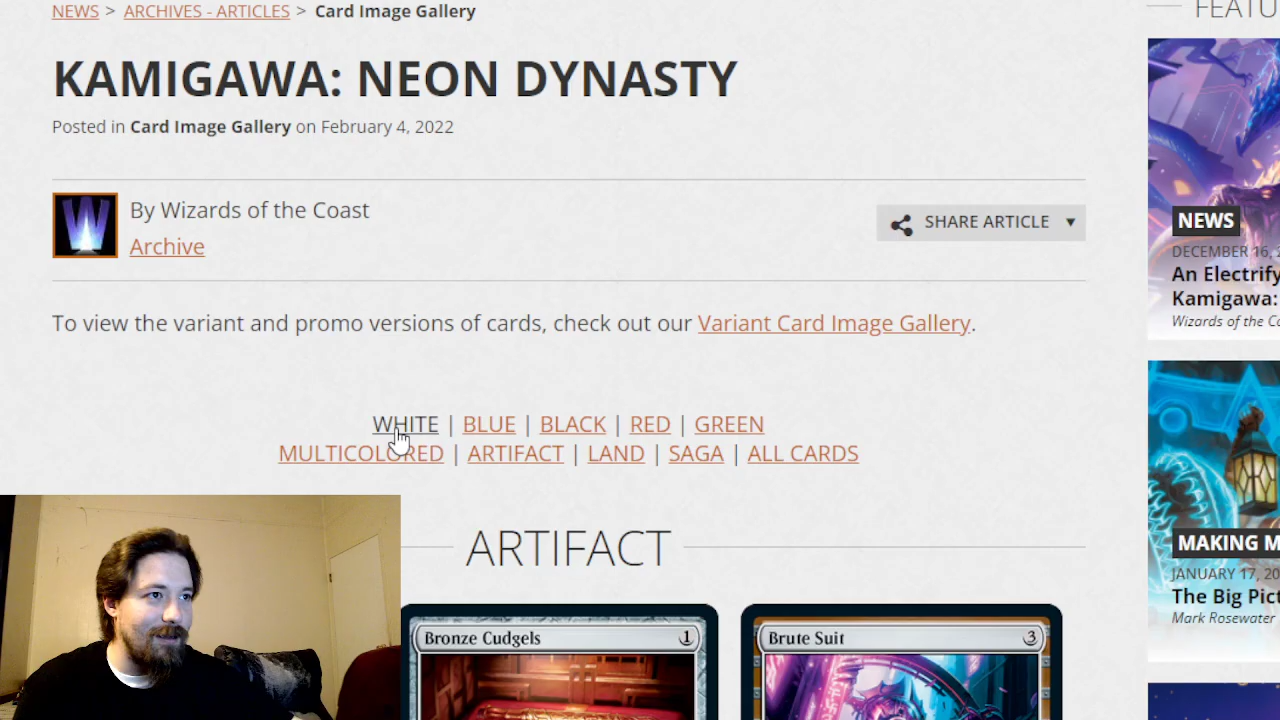 NEWS > ARCHIVES - ARTICLES > Card Image Gallery
FEATU
KAMIGAWA: NEON DYNASTY
Posted in Card Image Gallery on February 4, 2022
By Wizards of the Coast
Archive
SHARE ARTICLE
To view the variant and promo versions of cards, check out our Variant Card Image Gallery.
WHITE | BLUE | BLACK | RED | GREEN
MULTICOLORED | ARTIFACT | LAND | SAGA | ALL CARDS
ARTIFACT
Bronze Cudgels 1
Brute Suit 3
NEWS
DECEMBER 16, 2
An Electrify
Kamigawa:
Wizards of the Co
MAKING M
JANUARY 17, 20
The Big Pict
Mark Rosewater